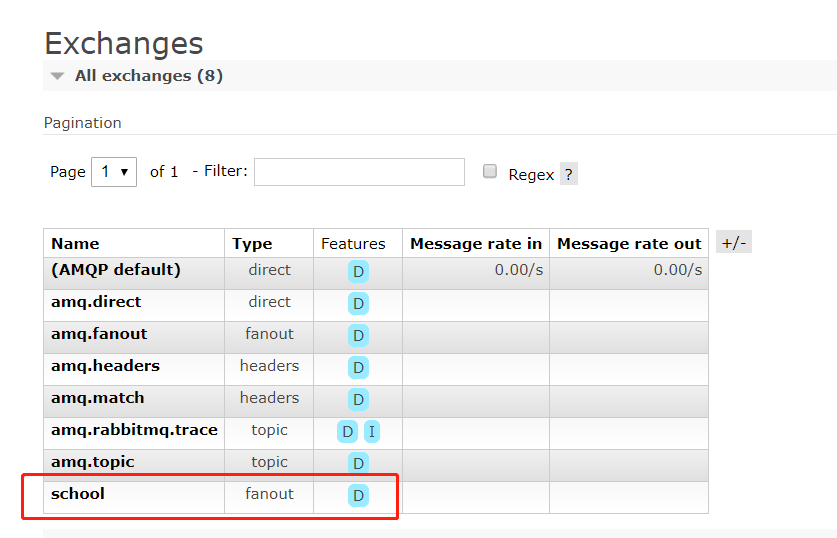 Exchanges
All exchanges (8)
Pagination
Page 1 of 1 - Filter: Regex ?
Name Type Features Message rate in Message rate out +/-
(AMQP default) direct D 0.00/s 0.00/s
amq.direct direct D
amq.fanout fanout D
amq.headers headers D
amq.match headers D
amq.rabbitmq.trace topic D I
amq.topic topic D
school fanout D